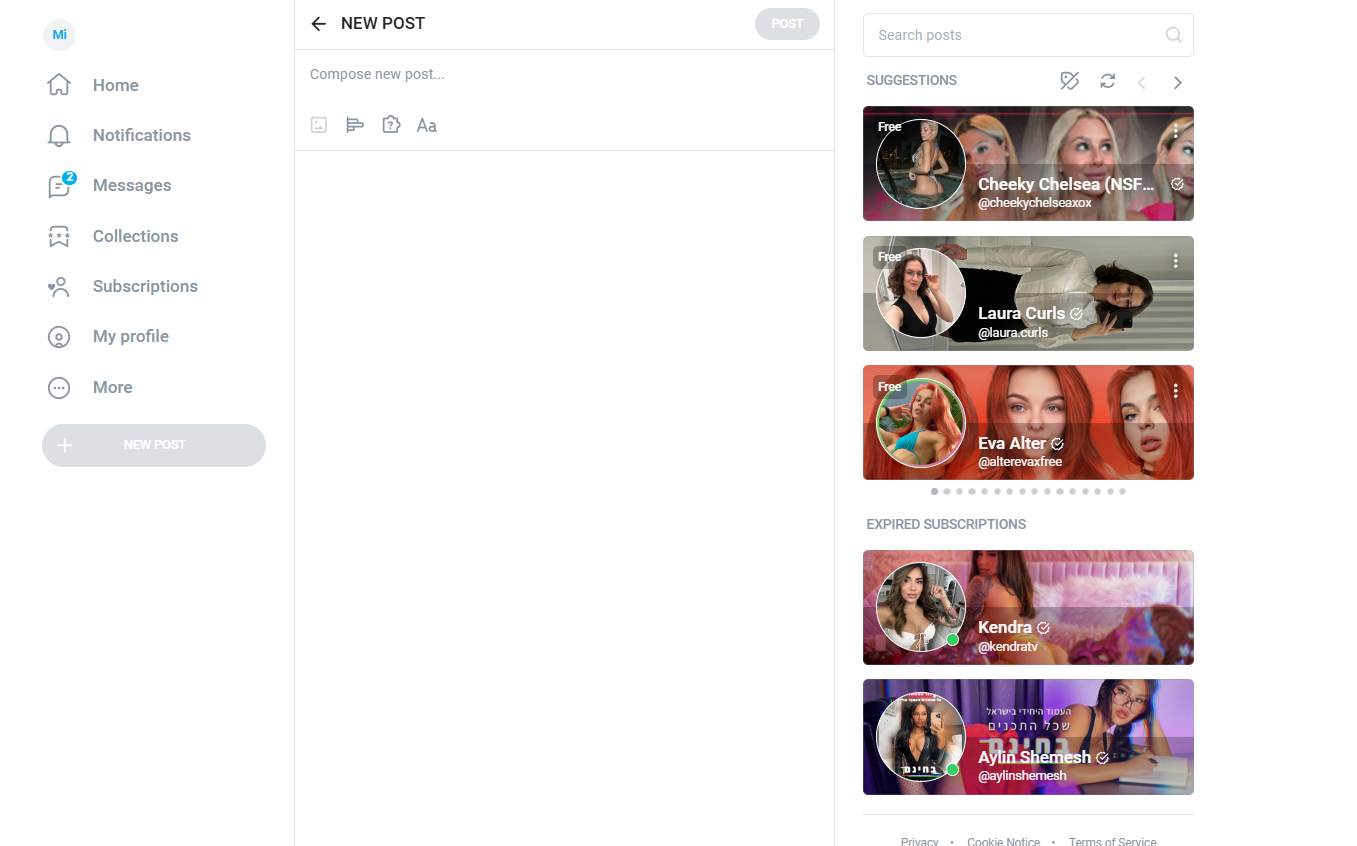 Mi
Home
Notifications
2
Messages
Collections
Subscriptions
My profile
More
NEW POST
NEW POST
POST
Compose new post...
Aa
Search posts
SUGGESTIONS
Free
Cheeky Chelsea (NSF...
@cheekychelseaxox
Free
Laura Curls
@laura.curls
Free
Eva Alter
@alterevaxfree
EXPIRED SUBSCRIPTIONS
Kendra
@kendratv
העמוד היחידי בישראל
שכל התכנים
בחינם
בחינם
Aylin Shemesh
@aylinshemesh
Privacy • Cookie Notice • Terms of Service